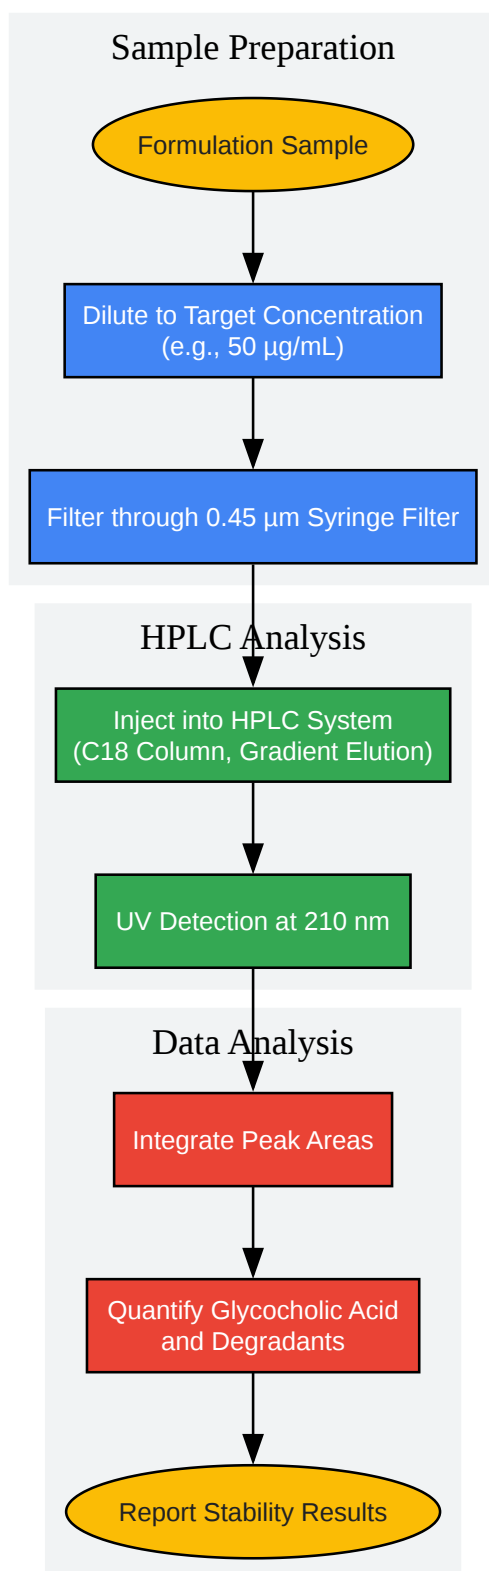 Sample Preparation
Formulation Sample
Dilute to Target Concentration
(e.g., 50 µg/mL)
Filter through 0.45 µm Syringe Filter
HPLC Analysis
Inject into HPLC System
(C18 Column, Gradient Elution)
UV Detection at 210 nm
Data Analysis
Integrate Peak Areas
Quantify Glycocholic Acid
and Degradants
Report Stability Results